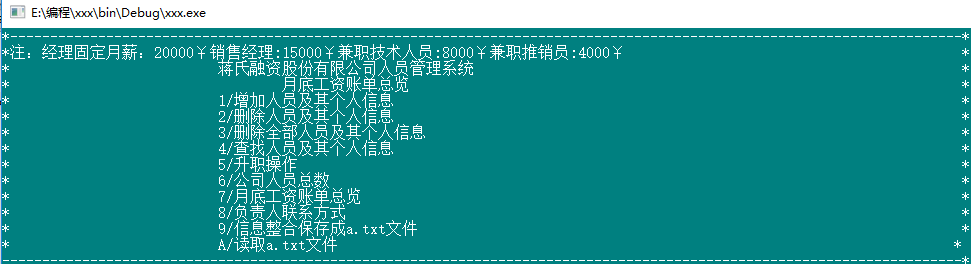 E:\编程\xxx\bin\Debug\xxx.exe
*-----------------------------------------------------------------------------------------------------------------------*
*注：经理固定月薪：20000￥销售经理:15000￥兼职技术人员:8000￥兼职推销员:4000￥ *
* 蒋氏融资股份有限公司人员管理系统 *
* 月底工资账单总览 *
* 1/增加人员及其个人信息 *
* 2/删除人员及其个人信息 *
* 3/删除全部人员及其个人信息 *
* 4/查找人员及其个人信息 *
* 5/升职操作 *
* 6/公司人员总数 *
* 7/月底工资账单总览 *
* 8/负责人联系方式 *
* 9/信息整合保存成a.txt文件 *
* A/读取a.txt文件 *
*-----------------------------------------------------------------------------------------------------------------------*